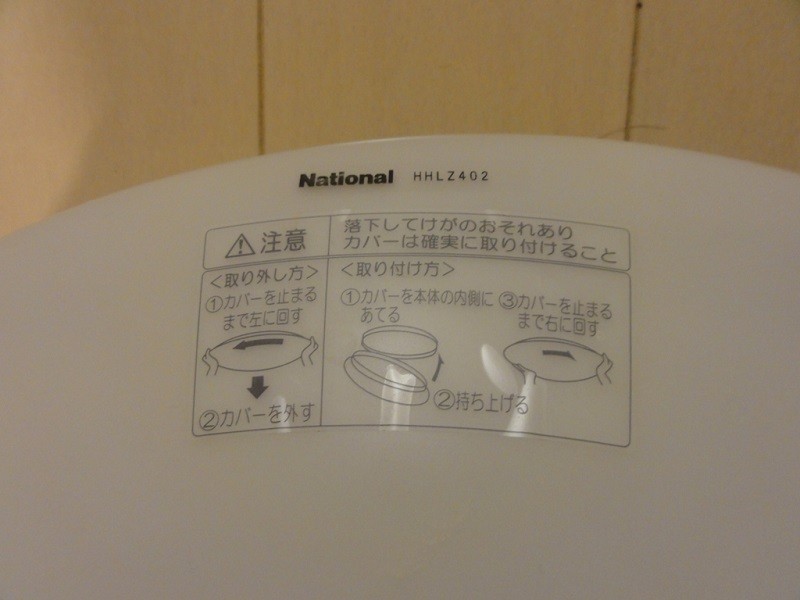 National HHLZ402
⚠注意
落下してけがのおそれあり
カバーは確実に取り付けること
＜取り外し方＞
①カバーを止まる
まで左に回す
②カバーを外す
＜取り付け方＞
①カバーを本体の内側に
あてる
②持ち上げる
③カバーを止まる
まで右に回す